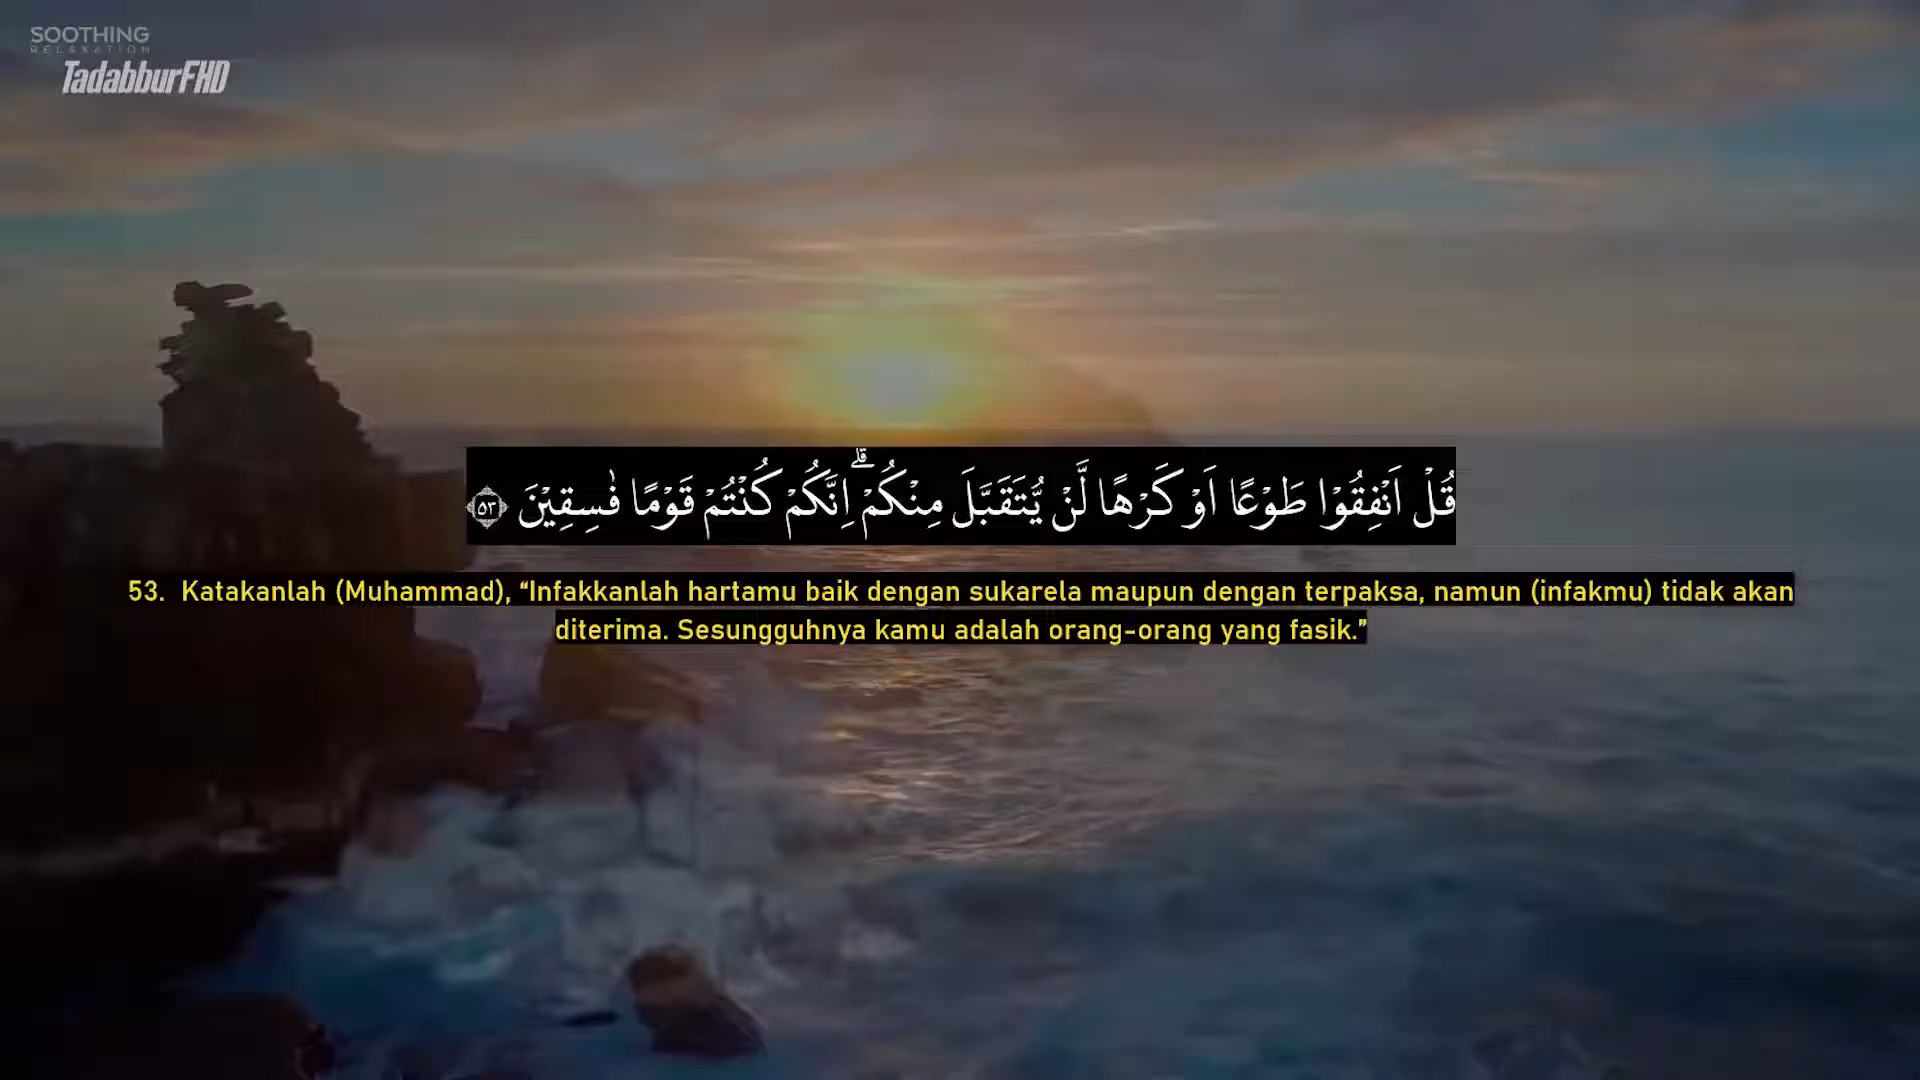 SOOTHING
RELAXATION
TadabburFHD
قُلْ اَنْفِقُوْا طَوْعًا اَوْ كَرْهًا لَّنْ يُّتَقَبَّلَ مِنْكُمْ ۗاِنَّكُمْ كُنْتُمْ قَوْمًا فٰسِقِيْنَ ٥٣
53. Katakanlah (Muhammad), “Infakkanlah hartamu baik dengan sukarela maupun dengan terpaksa, namun (infakmu) tidak akan
diterima. Sesungguhnya kamu adalah orang-orang yang fasik.”